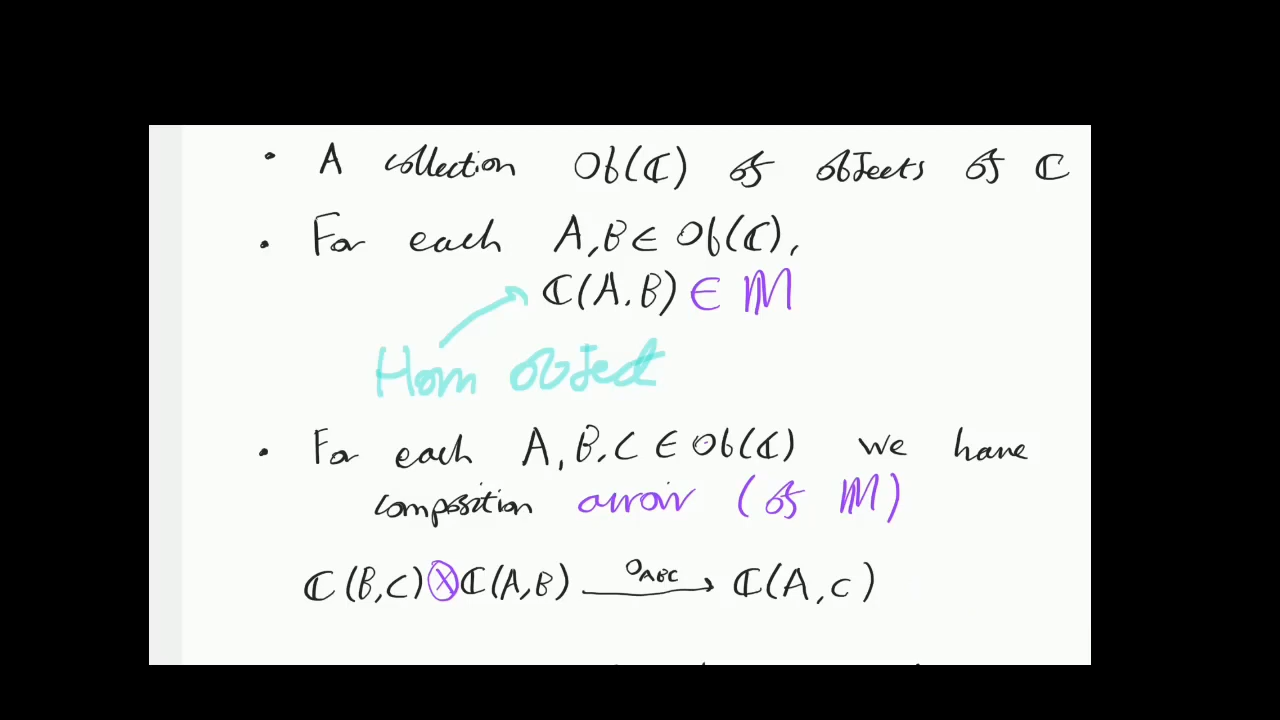 • A collection Ob(ℂ) of objects of ℂ
• For each A,B ∈ Ob(ℂ),
ℂ(A,B) ∈ 𝕄
Hom object
• For each A,B,C ∈ Ob(ℂ) we have
composition arrow (of 𝕄)
ℂ(B,C) ⊗ ℂ(A,B) →^{∘ABC} ℂ(A,C)